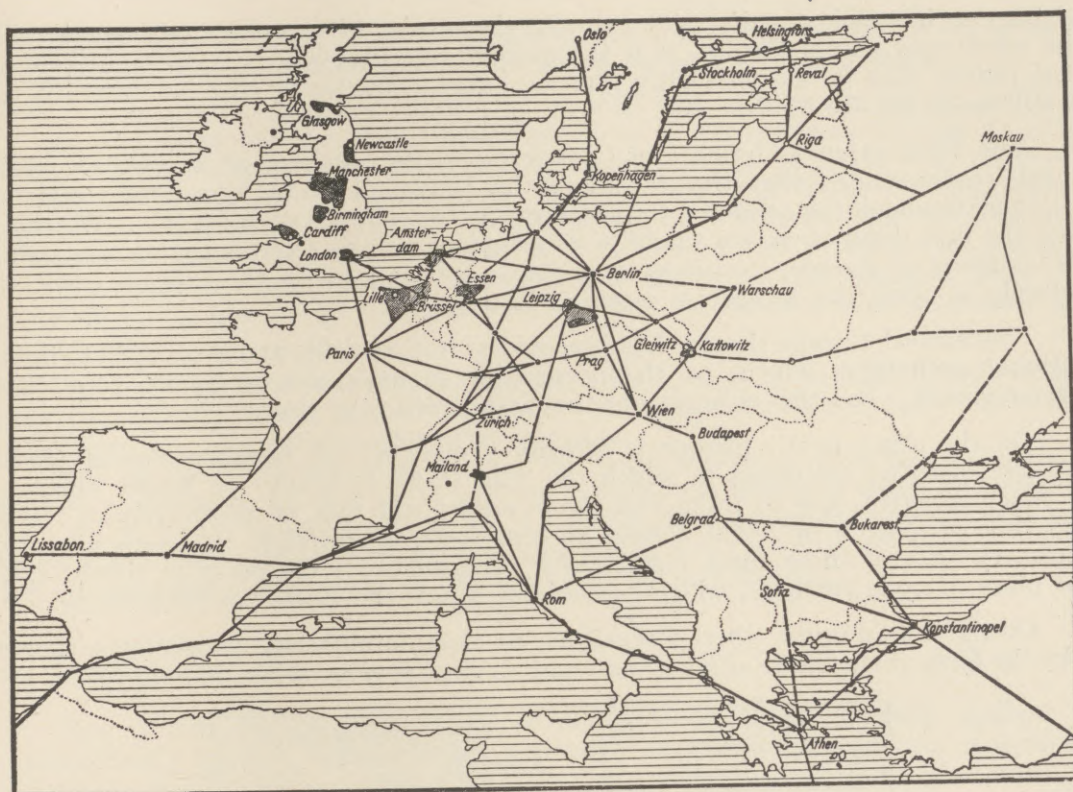 Oslo
Helsingfors
Stockholm
Reval
Glasgow
Riga
Moskau
Newcastle
Kopenhagen
Manchester
Birmingham
Amster-
dam
Cardiff
London
Berlin
Essen
Warschau
Lille
Brüssel
Leipzig
Gleiwitz
Kattowitz
Paris
Prag
Wien
Zürich
Budapest
Mailand
Belgrad
Bukarest
Lissabon
Madrid
Rom
Sofia
Konstantinopel
Athen